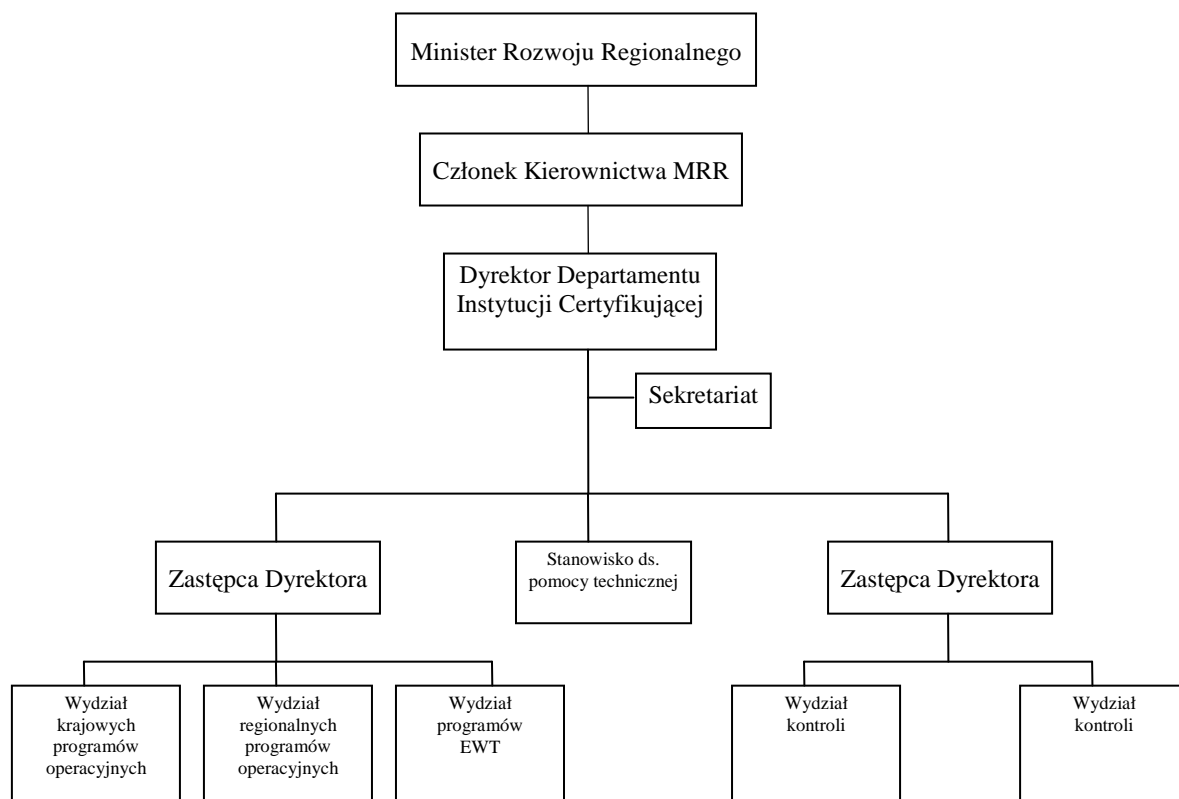 Minister Rozwoju Regionalnego
Członek Kierownictwa MRR
Dyrektor Departamentu
Instytucji Certyfikującej
Sekretariat
Zastępca Dyrektora
Stanowisko ds.
pomocy technicznej
Zastępca Dyrektora
Wydział
krajowych
programów
operacyjnych
Wydział
regionalnych
programów
operacyjnych
Wydział
programów
EWT
Wydział
kontroli
Wydział
kontroli